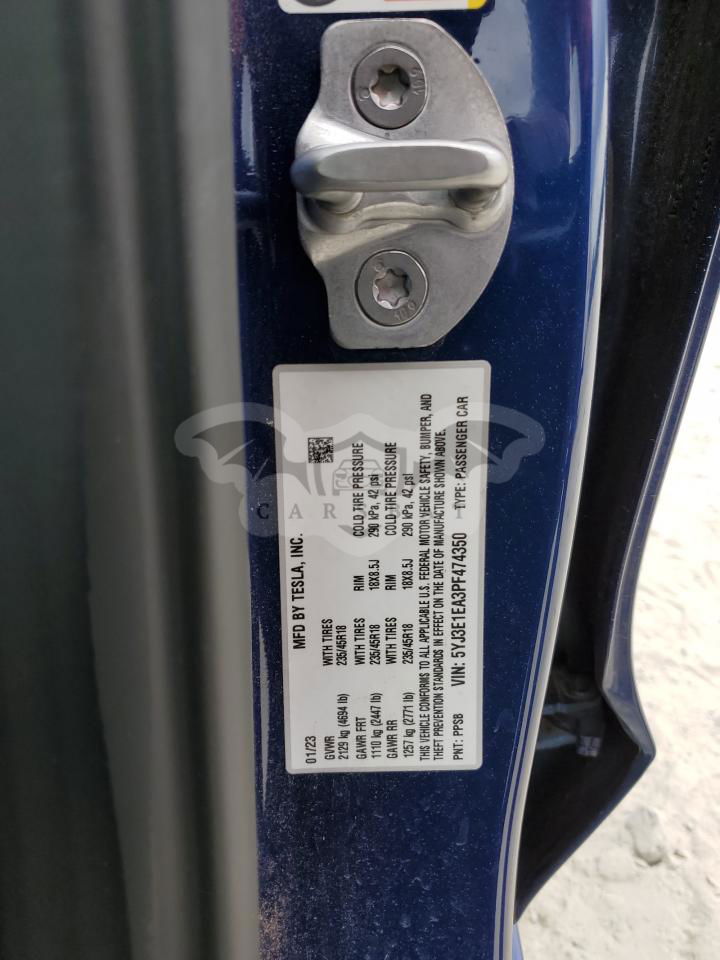 01/23 MFD BY TESLA, INC.
GVWR WITH TIRES
2129 kg (4694 lb) 235/45R18
GAWR FRT WITH TIRES RIM COLD TIRE PRESSURE
1110 kg (2447 lb) 235/45R18 18X8.5J 290 kPa, 42 psi
GAWR RR WITH TIRES RIM COLD TIRE PRESSURE
1257 kg (2771 lb) 235/45R18 18X8.5J 290 kPa, 42 psi
THIS VEHICLE CONFORMS TO ALL APPLICABLE U.S. FEDERAL MOTOR VEHICLE SAFETY, BUMPER, AND
THEFT PREVENTION STANDARDS IN EFFECT ON THE DATE OF MANUFACTURE SHOWN ABOVE.
PNT: PPSB VIN: 5YJ3E1EA3PF474350 TYPE: PASSENGER CAR